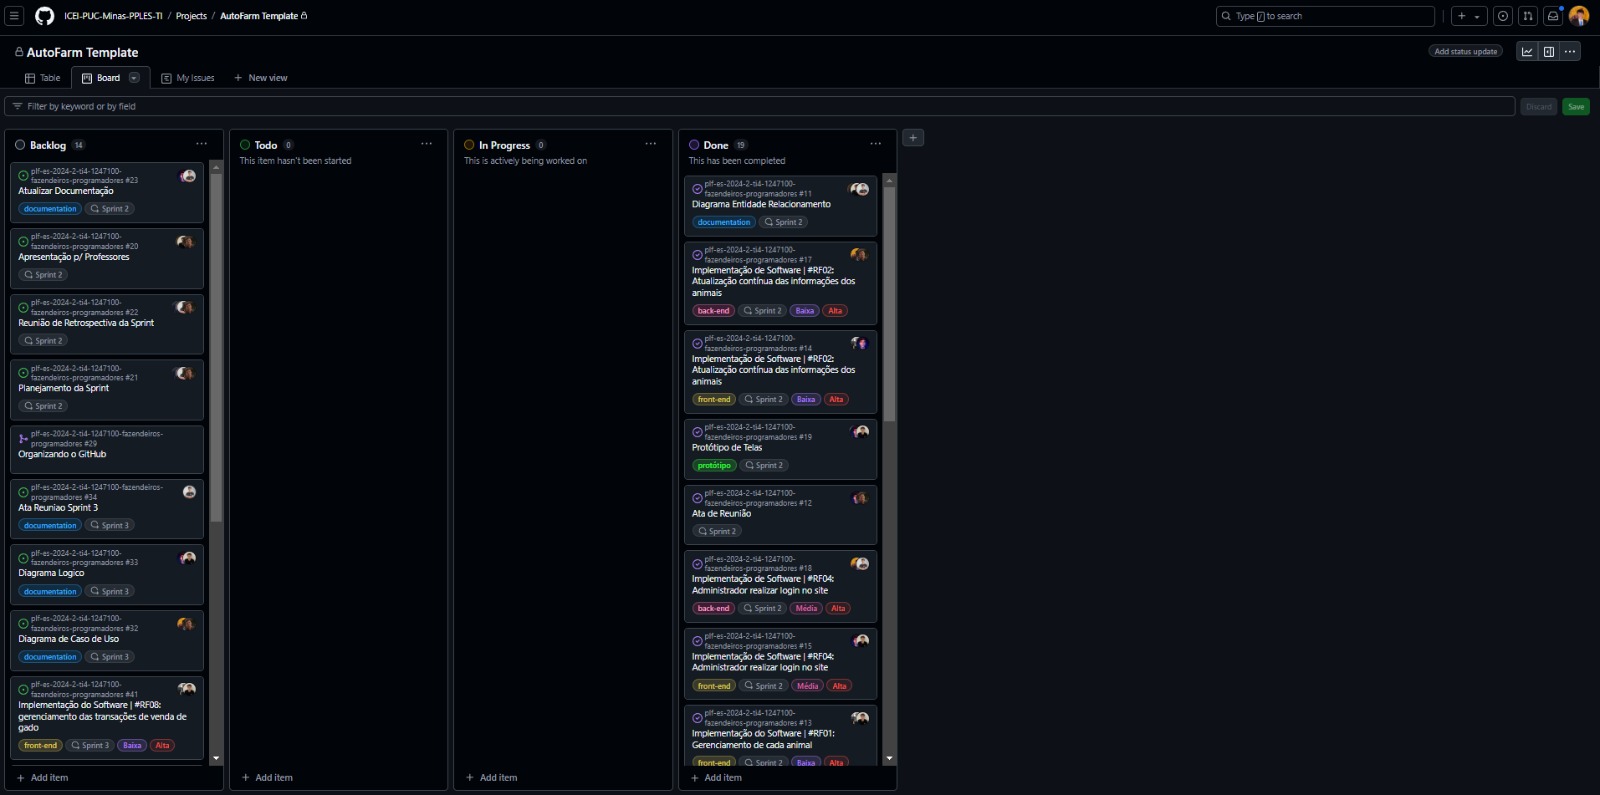 ICEI-PUC-Minas-PPLES-TI / Projects / AutoFarm Template
Type / to search
AutoFarm Template
Add status update
Table
Board
My Issues
+ New view
Filter by keyword or by field
Discard
Save
Backlog 14
plf-es-2024-2-ti4-1247100-
fazendeiros-programadores #23
Atualizar Documentação
documentation Sprint 2
plf-es-2024-2-ti4-1247100-
fazendeiros-programadores #20
Apresentação p/ Professores
Sprint 2
plf-es-2024-2-ti4-1247100-
fazendeiros-programadores #22
Reunião de Retrospectiva da Sprint
Sprint 2
plf-es-2024-2-ti4-1247100-
fazendeiros-programadores #21
Planejamento da Sprint
Sprint 2
plf-es-2024-2-ti4-1247100-fazendeiros-
programadores #29
Organizando o GitHub
plf-es-2024-2-ti4-1247100-fazendeiros-
programadores #34
Ata Reuniao Sprint 3
documentation Sprint 3
plf-es-2024-2-ti4-1247100-
fazendeiros-programadores #33
Diagrama Logico
documentation Sprint 3
plf-es-2024-2-ti4-1247100-
fazendeiros-programadores #32
Diagrama de Caso de Uso
documentation Sprint 3
plf-es-2024-2-ti4-1247100-
fazendeiros-programadores #41
Implementação do Software | #RF08:
gerenciamento das transações de venda de
gado
front-end Sprint 3 Baixa Alta
+ Add item
Todo 0
This item hasn't been started
+ Add item
In Progress 0
This is actively being worked on
+ Add item
Done 19
This has been completed
plf-es-2024-2-ti4-1247100-
fazendeiros-programadores #11
Diagrama Entidade Relacionamento
documentation Sprint 2
plf-es-2024-2-ti4-1247100-
fazendeiros-programadores #17
Implementação de Software | #RF02:
Atualização contínua das informações dos
animais
back-end Sprint 2 Baixa Alta
plf-es-2024-2-ti4-1247100-
fazendeiros-programadores #14
Implementação de Software | #RF02:
Atualização contínua das informações dos
animais
front-end Sprint 2 Baixa Alta
plf-es-2024-2-ti4-1247100-
fazendeiros-programadores #19
Protótipo de Telas
protótipo Sprint 2
plf-es-2024-2-ti4-1247100-
fazendeiros-programadores #12
Ata de Reunião
Sprint 2
plf-es-2024-2-ti4-1247100-
fazendeiros-programadores #18
Implementação de Software | #RF04:
Administrador realizar login no site
back-end Sprint 2 Média Alta
plf-es-2024-2-ti4-1247100-
fazendeiros-programadores #15
Implementação de Software | #RF04:
Administrador realizar login no site
front-end Sprint 2 Média Alta
plf-es-2024-2-ti4-1247100-
fazendeiros-programadores #13
Implementação do Software | #RF01:
Gerenciamento de cada animal
front-end Sprint 2 Baixa Alta
+ Add item